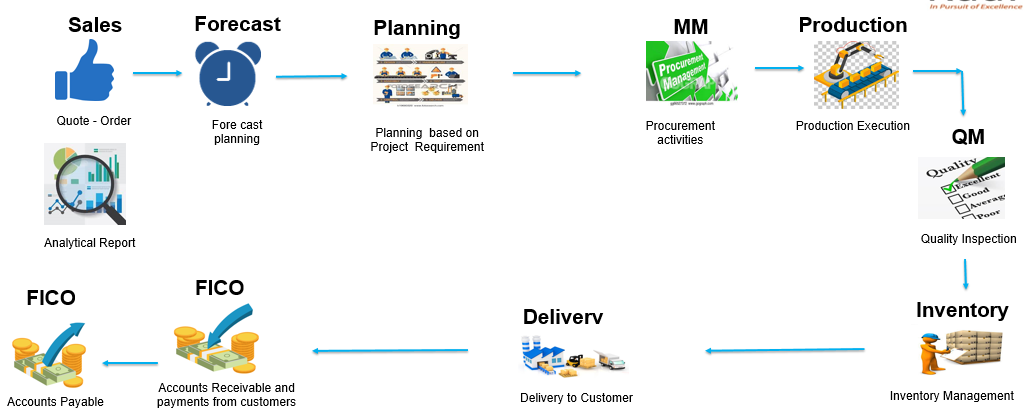 In Pursuit of Excellence
Sales
Forecast
Planning
MM
Production
Procurement
Management
Quote - Order
Fore cast
planning
Planning based on
Project Requirement
Procurement
activities
Production Execution
QM
Quality
Excellent
Good
Average
Poor
Analytical Report
Quality Inspection
FICO
FICO
Delivery
Inventory
Accounts Payable
Accounts Receivable and
payments from customers
Delivery to Customer
Inventory Management